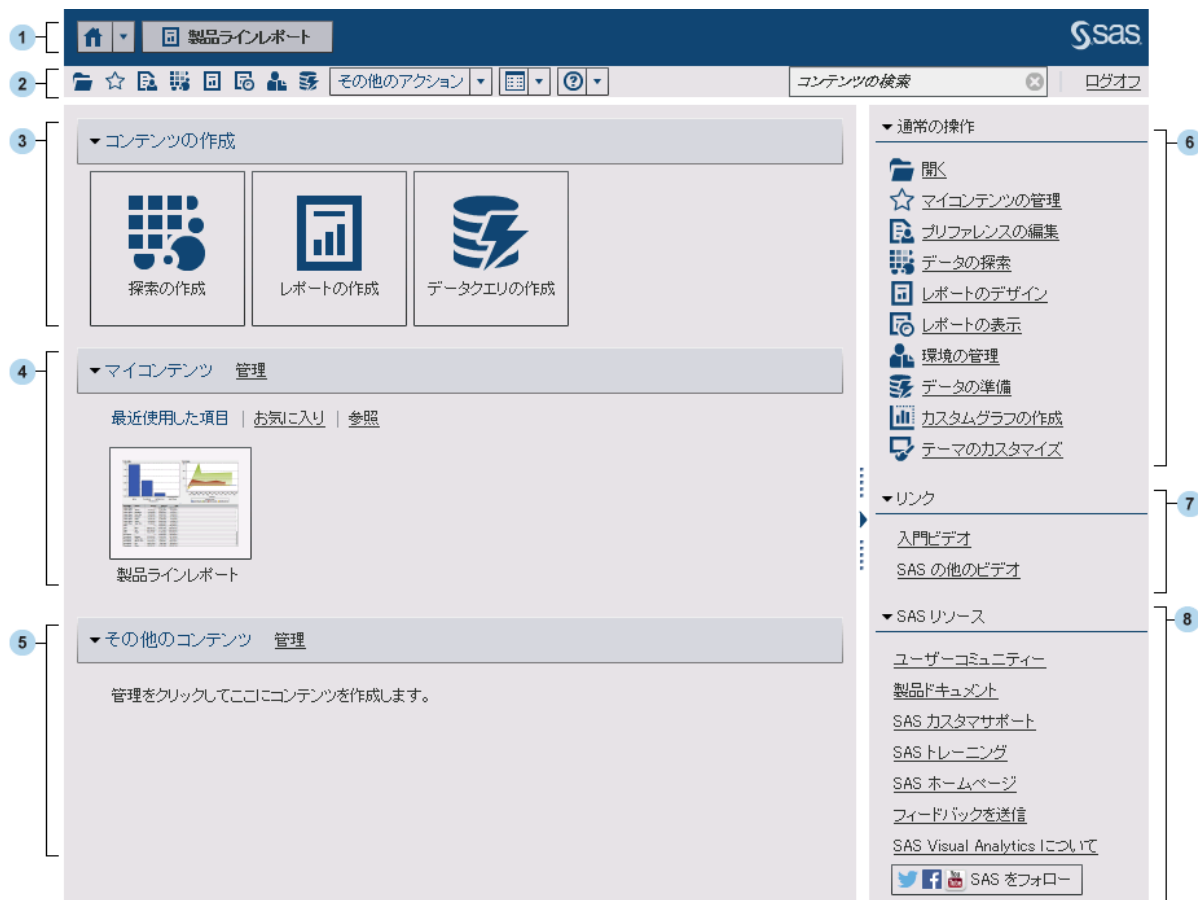 1
製品ラインレポート
sas
2
その他のアクション
コンテンツの検索
ログオフ
3
コンテンツの作成
探索の作成
レポートの作成
データクエリの作成
4
マイコンテンツ 管理
最近使用した項目 | お気に入り | 参照
製品ラインレポート
5
その他のコンテンツ 管理
管理をクリックしてここにコンテンツを作成します。
通常の操作
6
開く
マイコンテンツの管理
プリファレンスの編集
データの探索
レポートのデザイン
レポートの表示
環境の管理
データの準備
カスタムグラフの作成
テーマのカスタマイズ
リンク
7
入門ビデオ
SAS の他のビデオ
SAS リソース
8
ユーザーコミュニティー
製品ドキュメント
SAS カスタマサポート
SAS トレーニング
SAS ホームページ
フィードバックを送信
SAS Visual Analytics について
SAS をフォロー